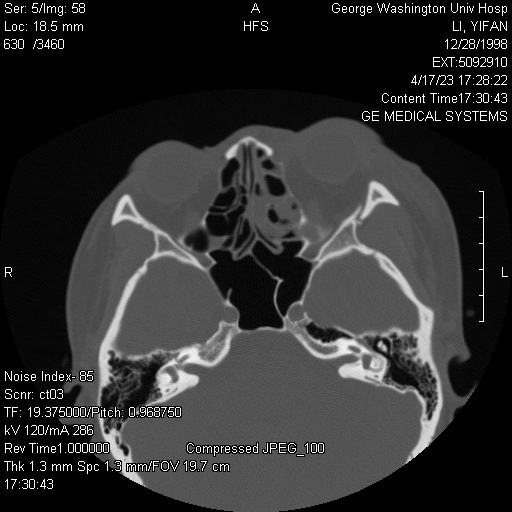 Ser: 5/Img: 58
Loc: 18.5 mm
630 /3460
A
HFS
George Washington Univ Hosp
LI, YIFAN
12/28/1998
EXT:5092910
4/17/23 17:28:22
Content Time17:30:43
GE MEDICAL SYSTEMS
R
L
Noise Index- 85
Scnr: ct03
TF: 19.375000/Pitch: 0.968750
kV 120/mA 286
Rev Time1.000000
Compressed JPEG_100
Thk 1.3 mm Spc 1.3 mm/FOV 19.7 cm
17:30:43